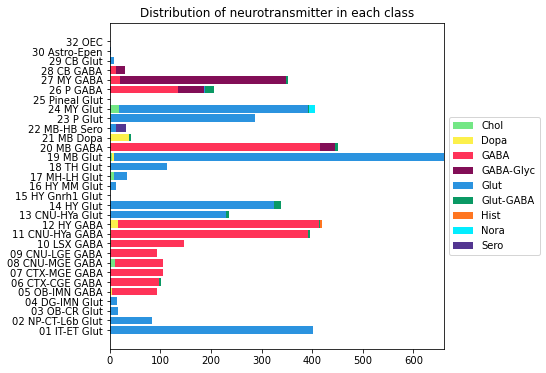 Distribution of neurotransmitter in each class
32 OEC
30 Astro-Epen
29 CB Glut
28 CB GABA
27 MY GABA
26 P GABA
25 Pineal Glut
24 MY Glut
23 P Glut
22 MB-HB Sero
21 MB Dopa
20 MB GABA
19 MB Glut
18 TH Glut
17 MH-LH Glut
16 HY MM Glut
15 HY Gnrh1 Glut
14 HY Glut
13 CNU-HYa Glut
12 HY GABA
11 CNU-HYa GABA
10 LSX GABA
09 CNU-LGE GABA
08 CNU-MGE GABA
07 CTX-MGE GABA
06 CTX-CGE GABA
05 OB-IMN GABA
04 DG-IMN Glut
03 OB-CR Glut
02 NP-CT-L6b Glut
01 IT-ET Glut
0 100 200 300 400 500 600
Chol
Dopa
GABA
GABA-Glyc
Glut
Glut-GABA
Hist
Nora
Sero